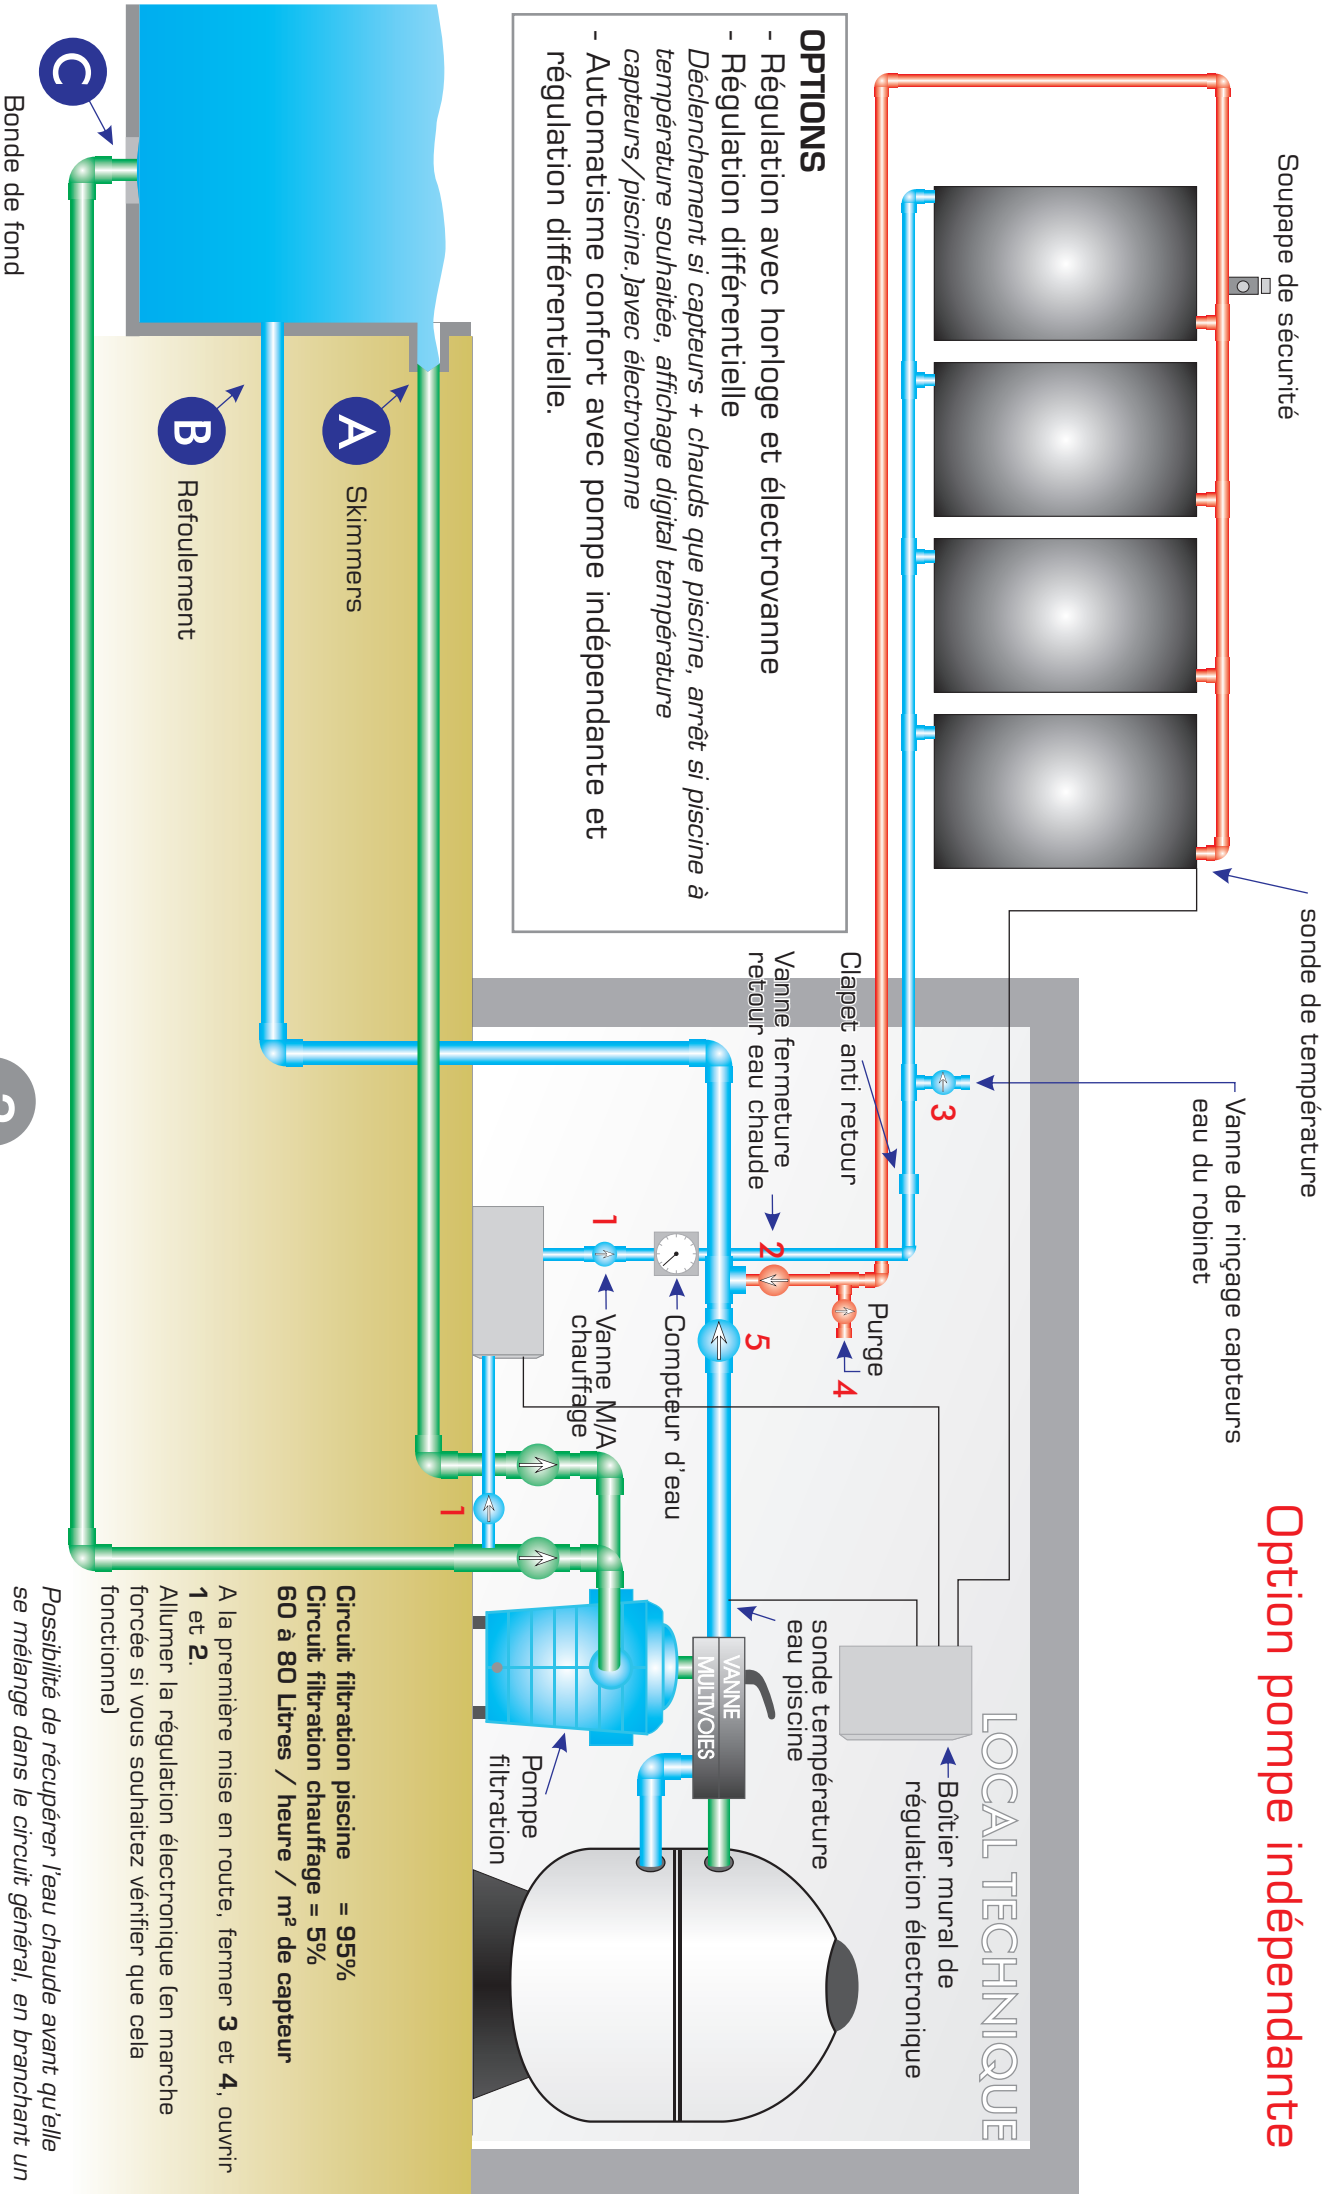 Option pompe indépendante
Soupape de sécurité
sonde de température
Vanne de rinçage capteurs
eau du robinet
LOCAL TECHNIQUE
Boîtier mural de
régulation électronique
3
Clapet anti retour
Purge
4
Vanne fermeture
retour eau chaude
2
5
sonde température
eau piscine
VANNE
MULTIVOIES
Compteur d'eau
1
Vanne M/A
chauffage
1
Pompe
filtration
OPTIONS
- Régulation avec horloge et électrovanne
- Régulation différentielle
Déclenchement si capteurs + chauds que piscine, arrêt si piscine à
température souhaitée, affichage digital température
capteurs/piscine.)avec électrovanne
- Automatisme confort avec pompe indépendante et
régulation différentielle.
A
Skimmers
B
Refoulement
C
Bonde de fond
Circuit filtration piscine = 95%
Circuit filtration chauffage = 5%
60 à 80 Litres / heure / m² de capteur
A la première mise en route, fermer 3 et 4, ouvrir
1 et 2.
Allumer la régulation électronique (en marche
forcée si vous souhaitez vérifier que cela
fonctionne)
Possibilité de récupérer l'eau chaude avant qu'elle
se mélange dans le circuit général, en branchant un